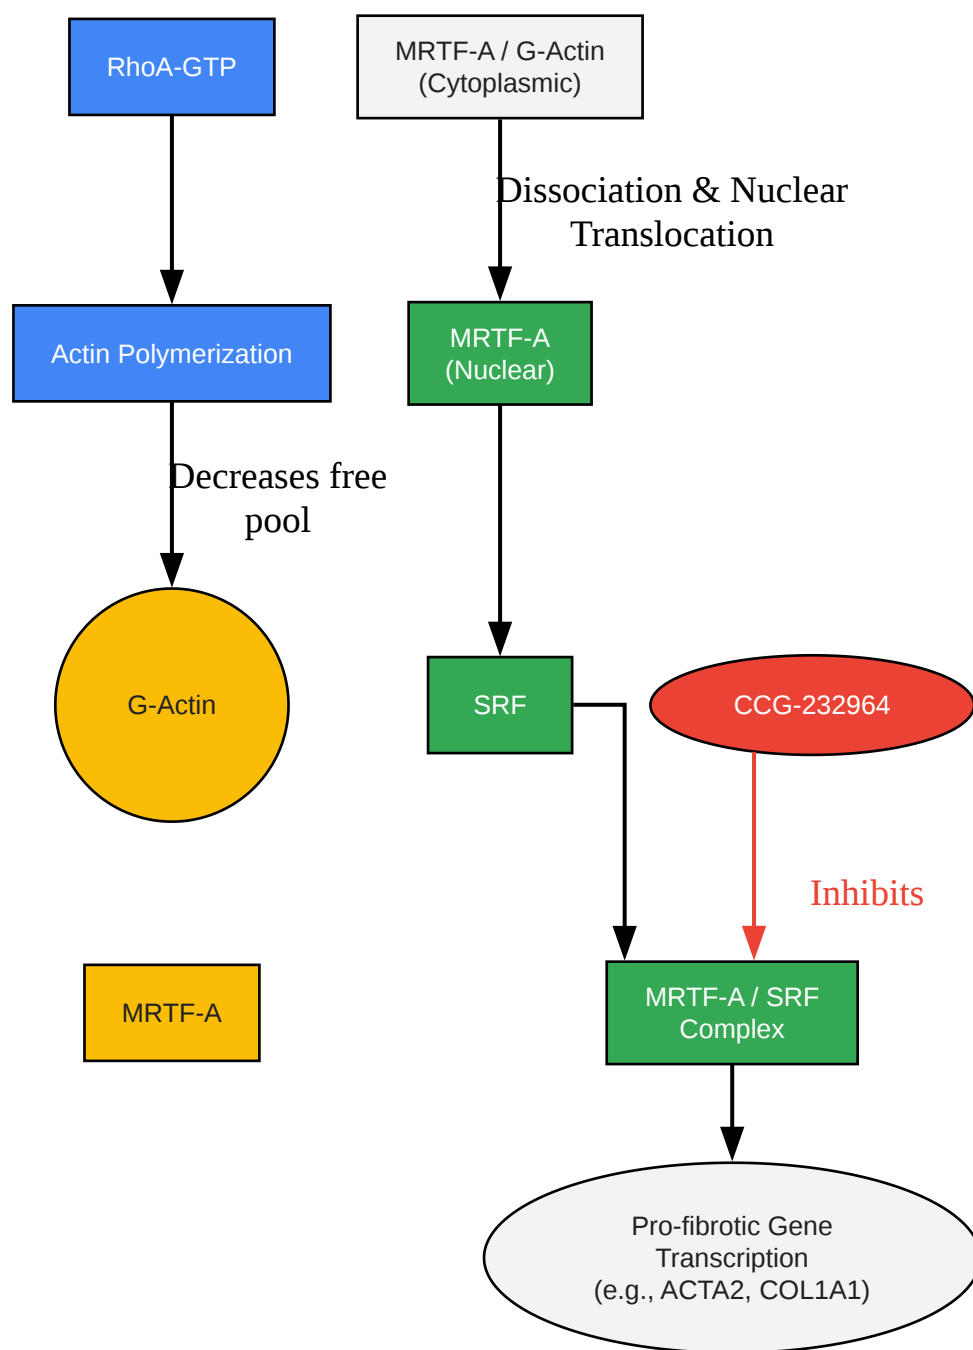 RhoA-GTP
MRTF-A / G-Actin
(Cytoplasmic)
Dissociation & Nuclear
Translocation
Actin Polymerization
MRTF-A
(Nuclear)
Decreases free
pool
G-Actin
SRF
CCG-232964
Inhibits
MRTF-A
MRTF-A / SRF
Complex
Pro-fibrotic Gene
Transcription
(e.g., ACTA2, COL1A1)